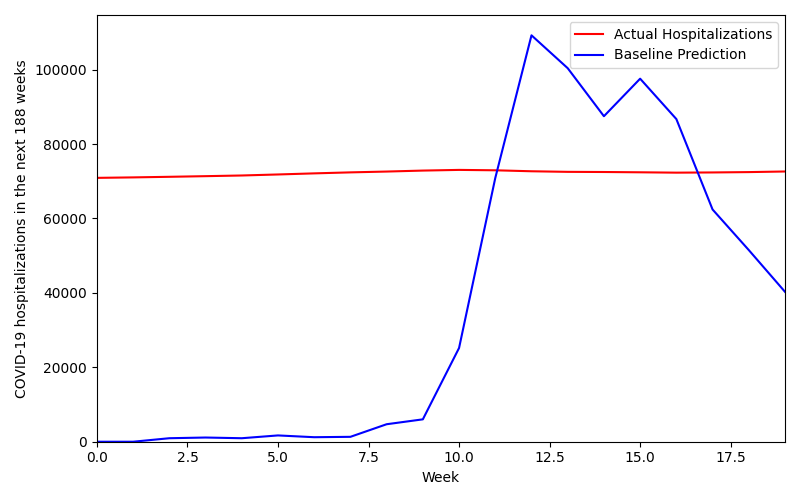 Actual Hospitalizations
Baseline Prediction
COVID-19 hospitalizations in the next 188 weeks
100000
80000
60000
40000
20000
0
0.0 2.5 5.0 7.5 10.0 12.5 15.0 17.5
Week